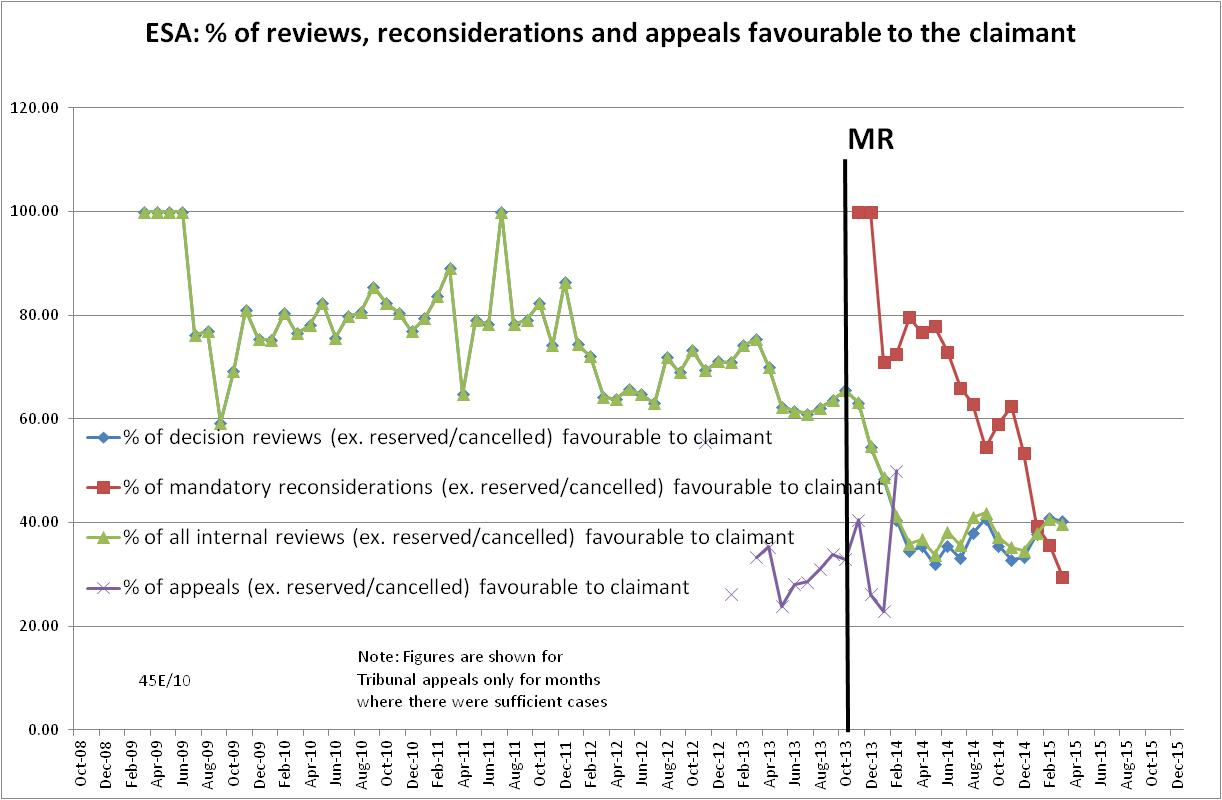 ESA: % of reviews, reconsiderations and appeals favourable to the claimant
120.00
MR
100.00
80.00
60.00
% of decision reviews (ex. reserved/cancelled) favourable to claimant
% of mandatory reconsiderations (ex. reserved/cancelled) favourable to claimant
40.00
% of all internal reviews (ex. reserved/cancelled) favourable to claimant
% of appeals (ex. reserved/cancelled) favourable to claimant
20.00
Note: Figures are shown for
45E/10
Tribunal appeals only for months
where there were sufficient cases
0.00
Oct-08
Dec-08
Feb-09
Apr-09
Jun-09
Aug-09
Oct-09
Dec-09
Feb-10
Apr-10
Jun-10
Aug-10
Oct-10
Dec-10
Feb-11
Apr-11
Jun-11
Aug-11
Oct-11
Dec-11
Feb-12
Apr-12
Jun-12
Aug-12
Oct-12
Dec-12
Feb-13
Apr-13
Jun-13
Aug-13
Oct-13
Dec-13
Feb-14
Apr-14
Jun-14
Aug-14
Oct-14
Dec-14
Feb-15
Apr-15
Jun-15
Aug-15
Oct-15
Dec-15